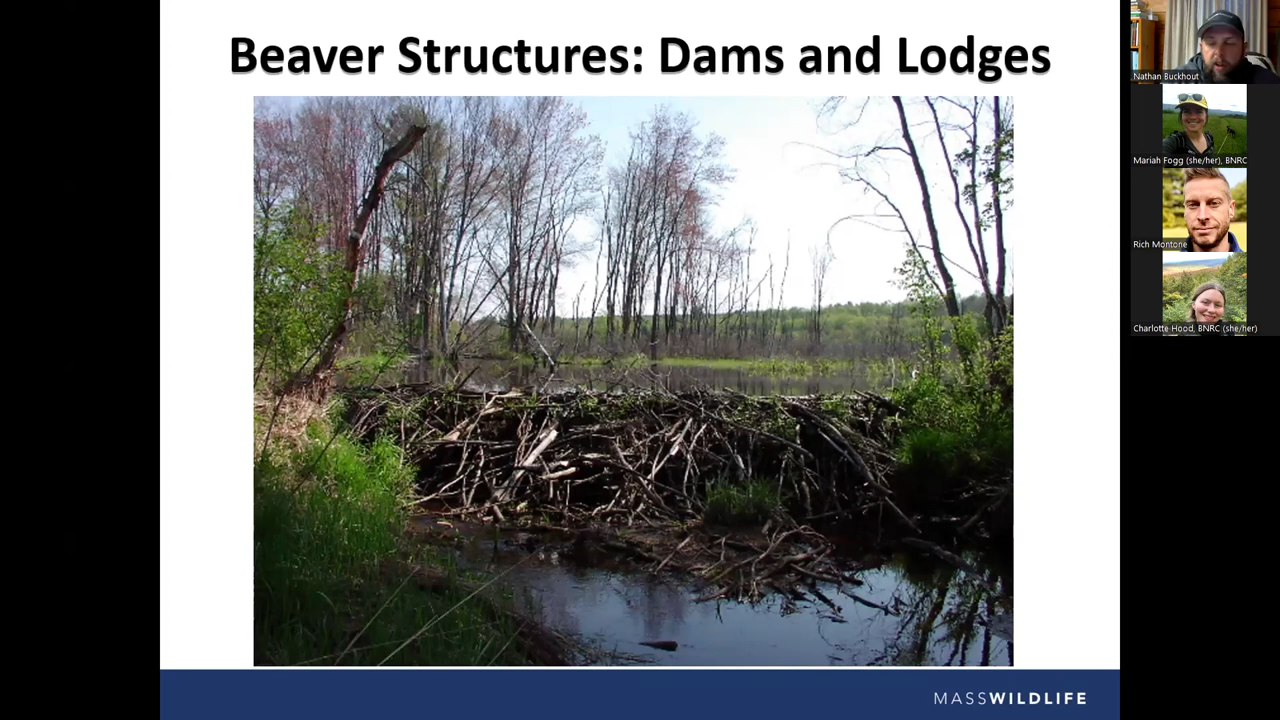 Beaver Structures: Dams and Lodges
MASSWILDLIFE
Nathan Buckhout
Mariah Fogg (she/her), BNRC
Rich Montone
Charlotte Hood, BNRC (she/her)